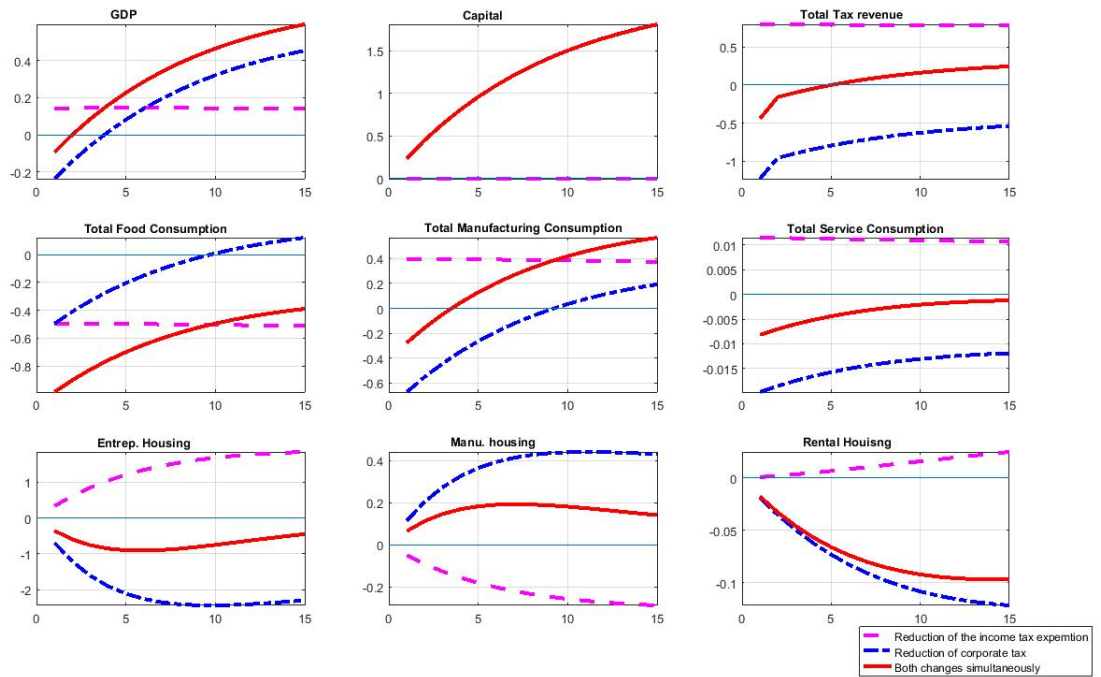 GDP
0.4
0.2
0
-0.2
0 5 10 15
Capital
1.5
1
0.5
0
0 5 10 15
Total Tax revenue
0.5
0
-0.5
-1
0 5 10 15
Total Food Consumption
0
-0.2
-0.4
-0.6
-0.8
0 5 10 15
Total Manufacturing Consumption
0.4
0.2
0
-0.2
-0.4
-0.6
0 5 10 15
Total Service Consumption
0.01
0.005
0
-0.005
-0.01
-0.015
0 5 10 15
Entrep. Housing
1
0
-1
-2
0 5 10 15
Manu. housing
0.4
0.2
0
-0.2
0 5 10 15
Rental Houisng
0
-0.05
-0.1
0 5 10 15
Reduction of the income tax expemtion
Reduction of corporate tax
Both changes simultaneously